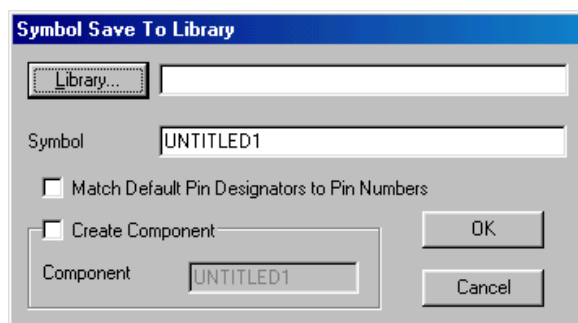 Symbol Save To Library
Library...
Symbol UNTITLED1
Match Default Pin Designators to Pin Numbers
Create Component
OK
Component UNTITLED1
Cancel